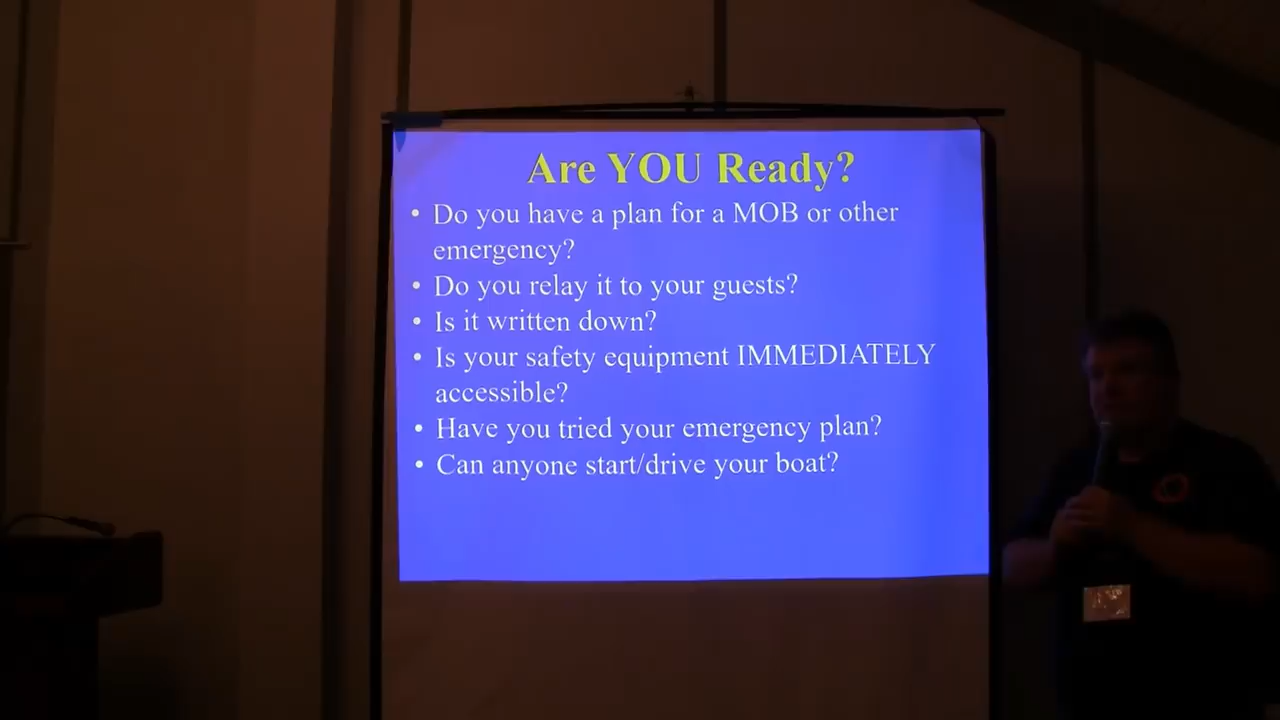 Are YOU Ready?
• Do you have a plan for a MOB or other
emergency?
• Do you relay it to your guests?
• Is it written down?
• Is your safety equipment IMMEDIATELY
accessible?
• Have you tried your emergency plan?
• Can anyone start/drive your boat?